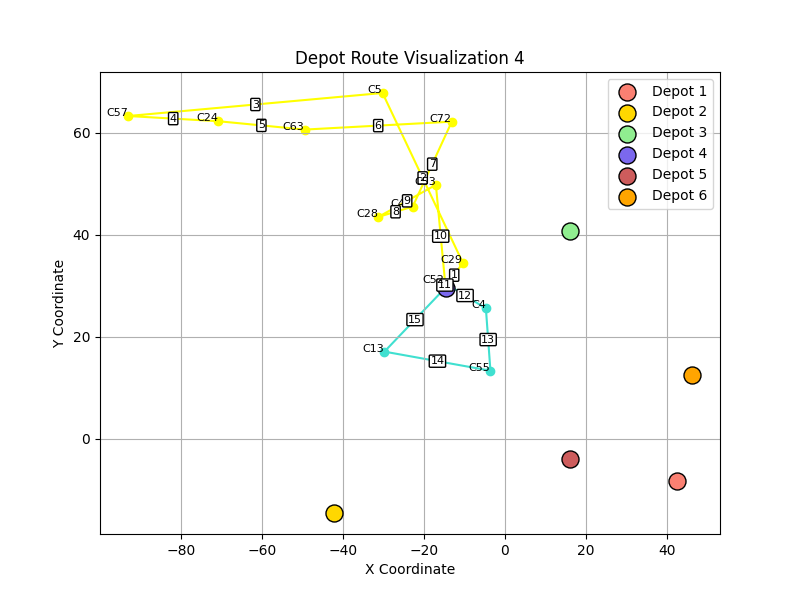 Depot Route Visualization 4
Depot 1
Depot 2
Depot 3
Depot 4
Depot 5
Depot 6
C5
C57
3
4
C24
5
C63
6
C72
7
2
9
8
C28
10
C29
1
11
12
C4
15
13
C13
14
C55
60
40
20
0
Y Coordinate
−80
−60
−40
−20
0
20
40
X Coordinate